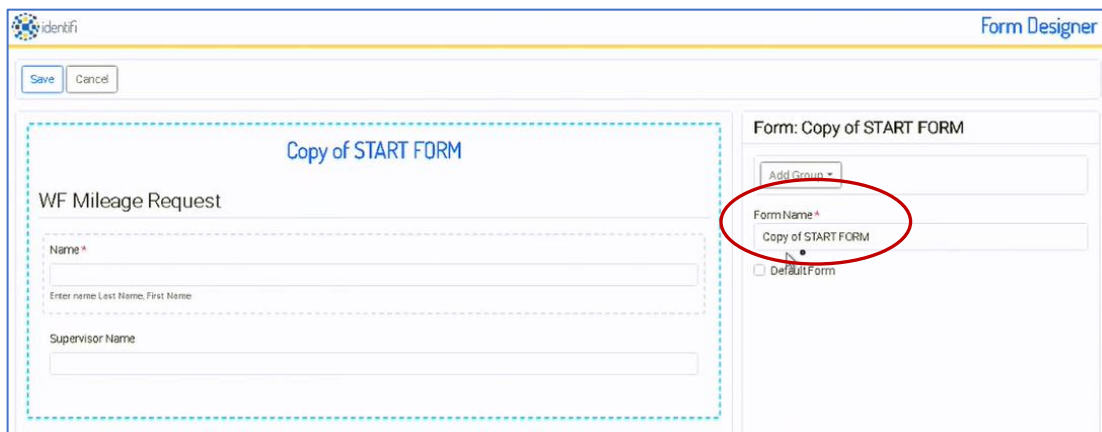 identifi
Form Designer
Save Cancel
Copy of START FORM
WF Mileage Request
Name *
Enter name Last Name, First Name
Supervisor Name
Form: Copy of START FORM
Add Group
Form Name *
Copy of START FORM
Default Form